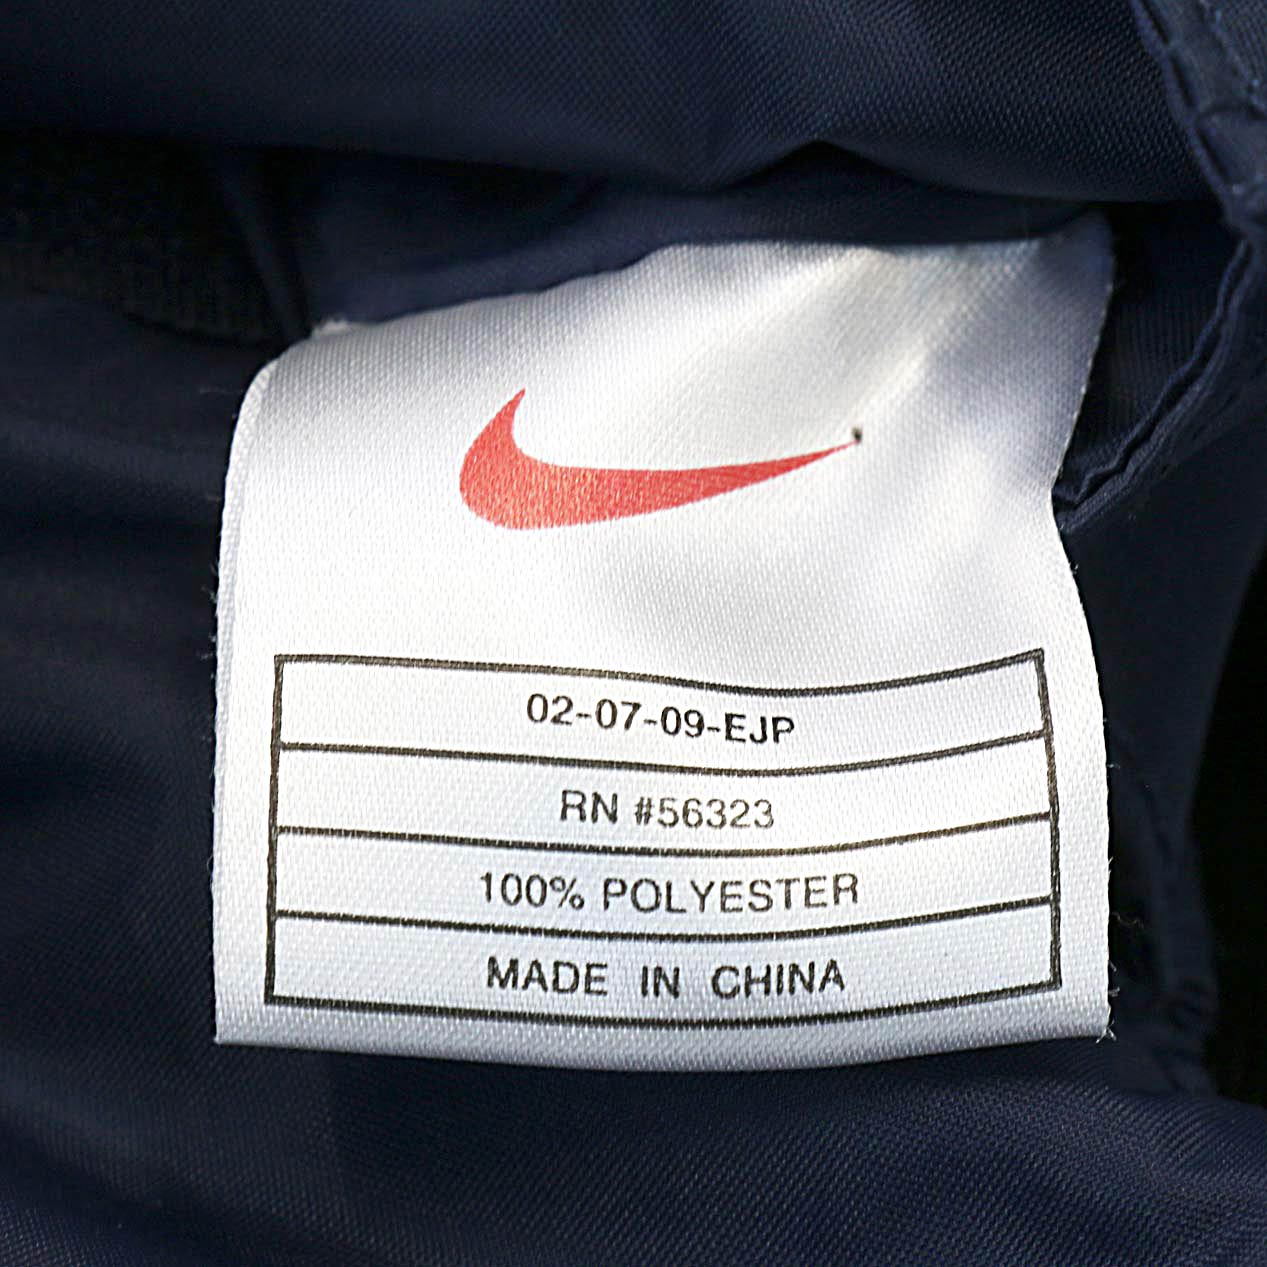 02-07-09-EJP
RN #56323
100% POLYESTER
MADE IN CHINA